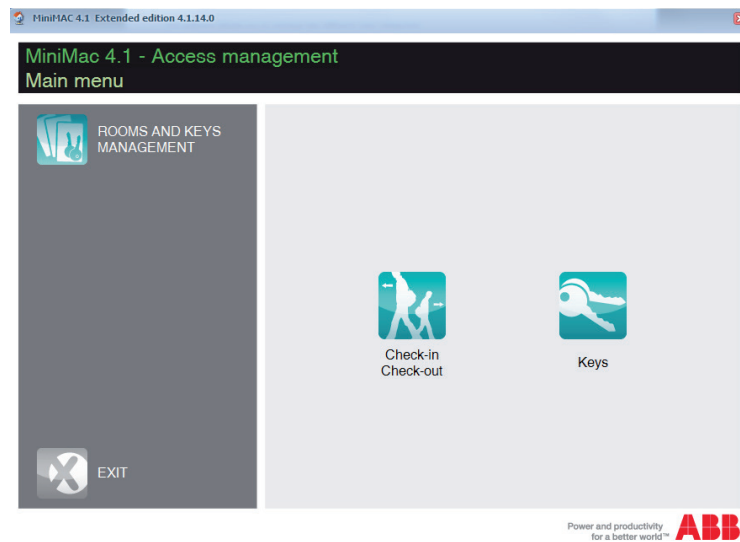 MiniMAC 4.1 Extended edition 4.1.14.0
MiniMac 4.1 - Access management
Main menu
ROOMS AND KEYS
MANAGEMENT
Check-in
Check-out
Keys
EXIT
Power and productivity
for a better world™
ABB